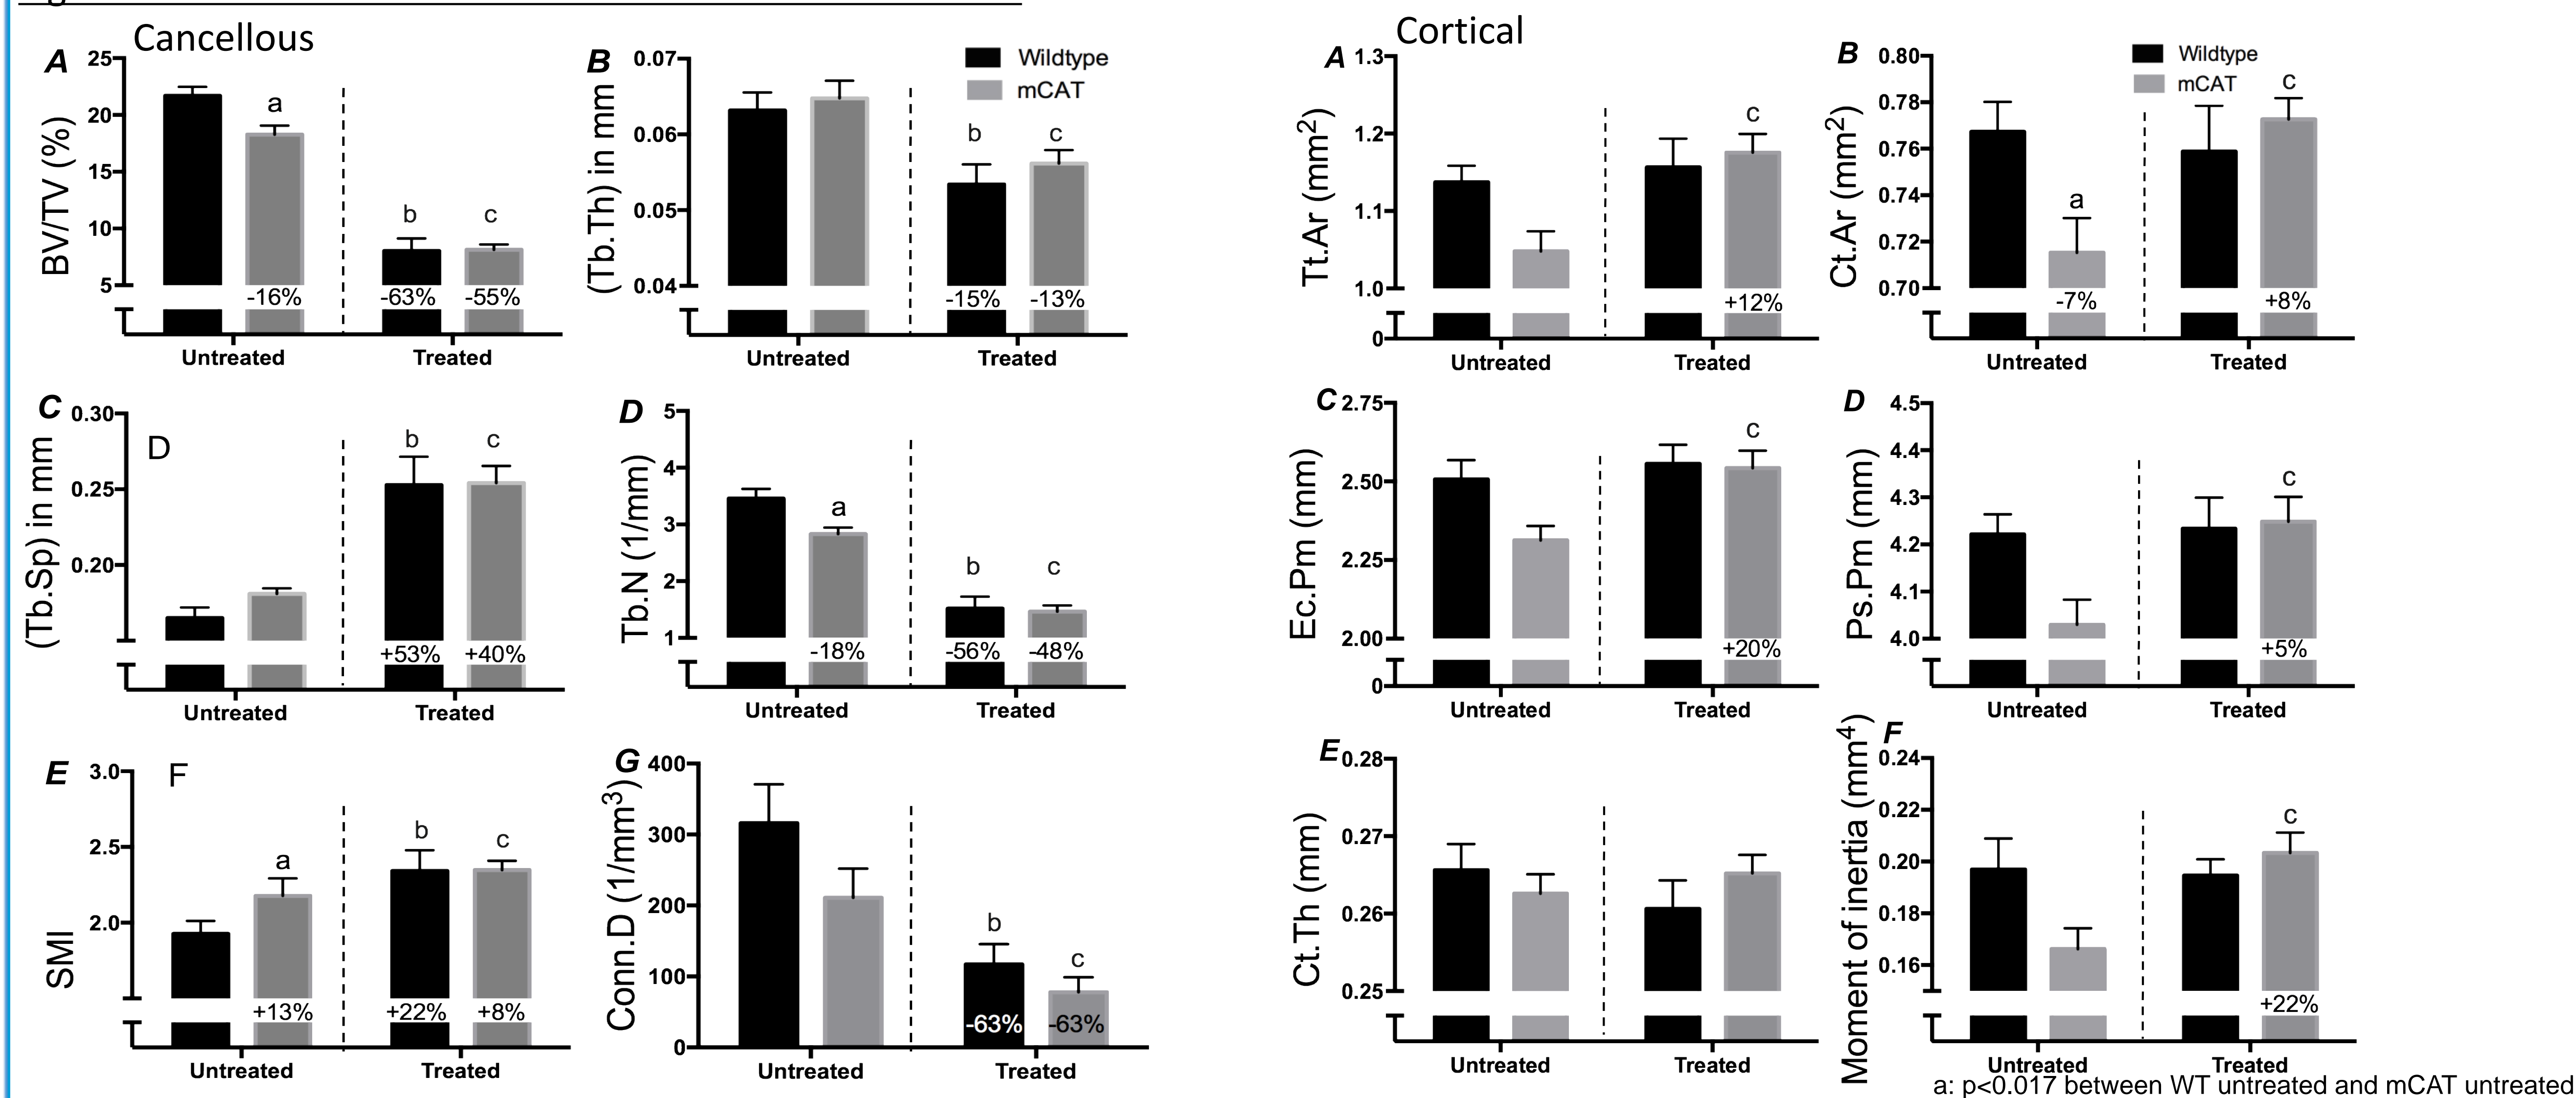 Cancellous
A
BV/TV (%)
25
20
15
10
5
a
b
c
-16%
-63%
-55%
Untreated
Treated
B
(Tb.Th) in mm
0.07
0.06
0.05
0.04
Wildtype
mCAT
b
c
-15%
-13%
Untreated
Treated
C
D
(Tb.Sp) in mm
0.30
0.25
0.20
b
c
+53%
+40%
Untreated
Treated
D
Tb.N (1/mm)
5
4
3
2
1
a
b
c
-18%
-56%
-48%
Untreated
Treated
E
F
SMI
3.0
2.5
2.0
a
b
c
+13%
+22%
+8%
Untreated
Treated
G
Conn.D (1/mm³)
400
300
200
100
0
b
c
-63%
-63%
Untreated
Treated
Cortical
A
Tt.Ar (mm²)
1.3
1.2
1.1
1.0
0
c
+12%
Untreated
Treated
B
Ct.Ar (mm²)
0.80
0.78
0.76
0.74
0.72
0.70
Wildtype
mCAT
a
c
-7%
+8%
Untreated
Treated
C
Ec.Pm (mm)
2.75
2.50
2.25
2.00
0
c
+20%
Untreated
Treated
D
Ps.Pm (mm)
4.5
4.4
4.3
4.2
4.1
4.0
c
+5%
Untreated
Treated
E
Ct.Th (mm)
0.28
0.27
0.26
0.25
Untreated
Treated
F
Moment of inertia (mm⁴)
0.24
0.22
0.20
0.18
0.16
c
+22%
Untreated
Treated
a: p<0.017 between WT untreated and mCAT untreated